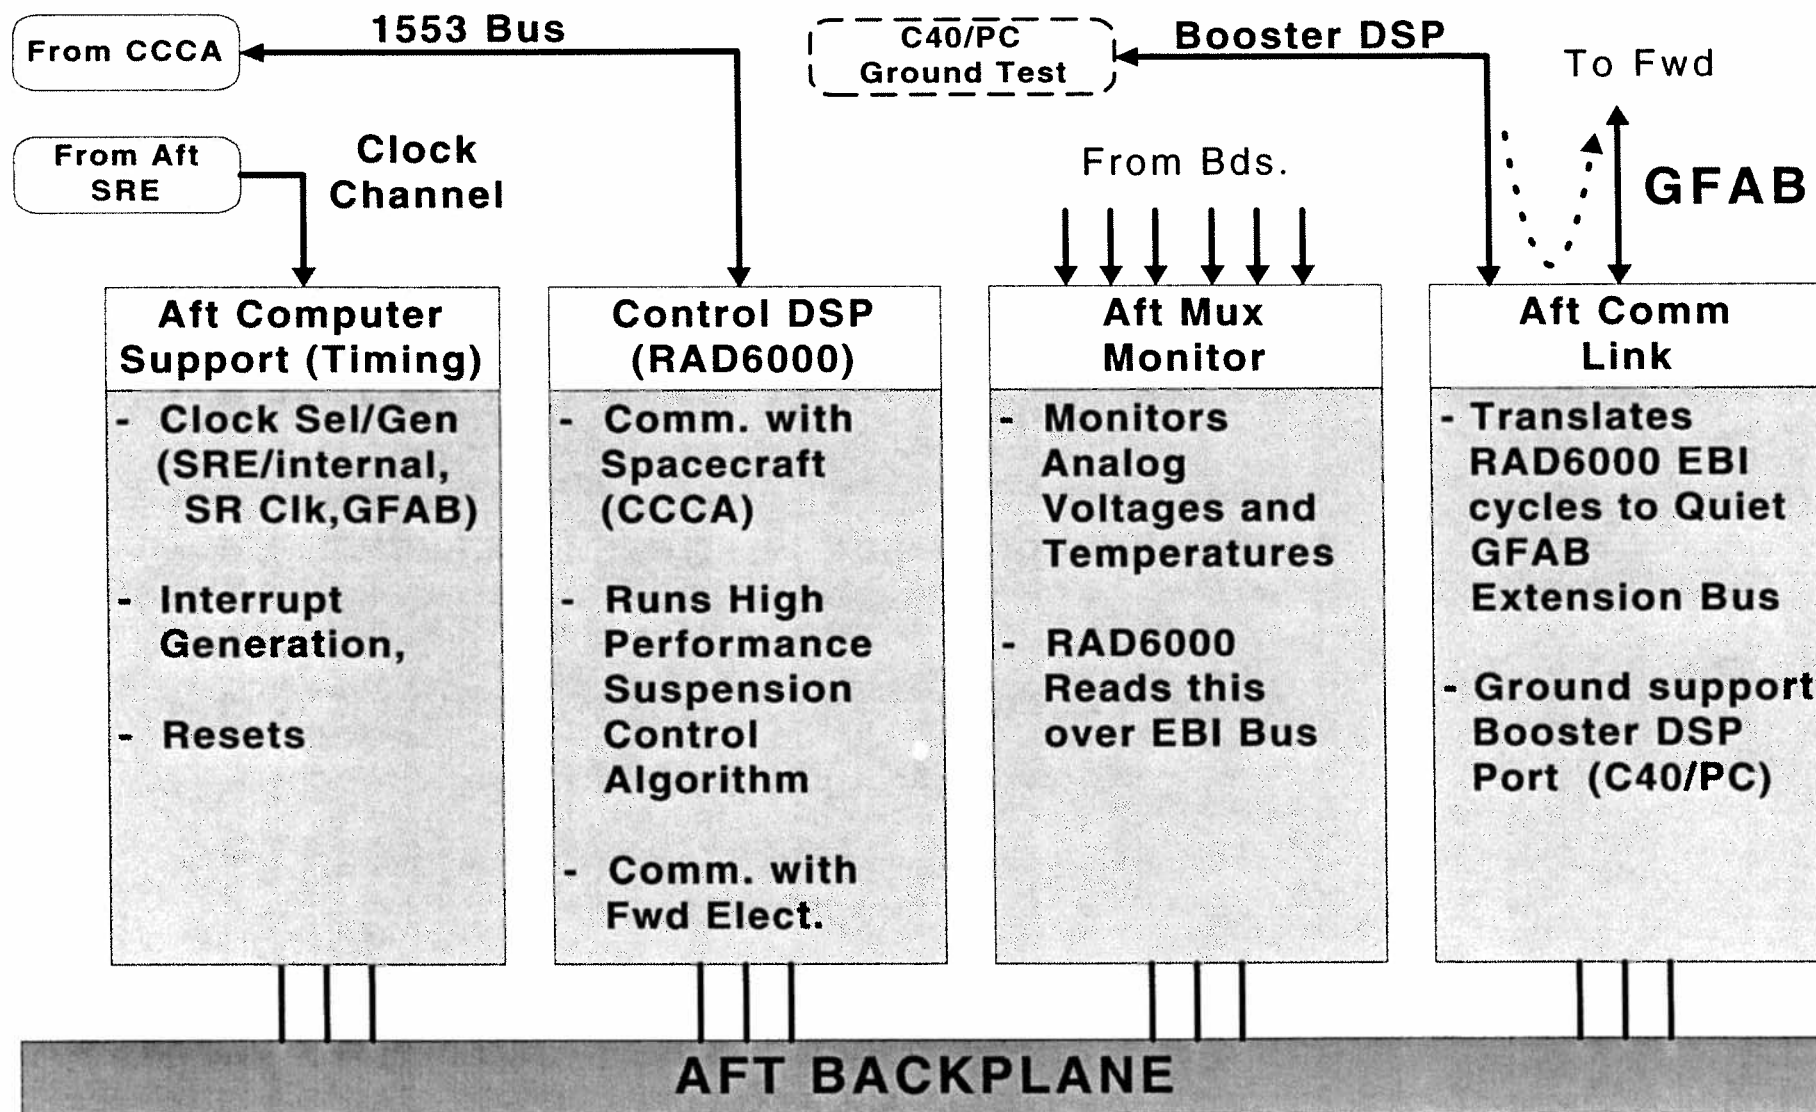 From CCCA
1553 Bus
C40/PC
Ground Test
Booster DSP
To Fwd
From Aft
SRE
Clock
Channel
From Bds.
GFAB
Aft Computer
Support (Timing)
- Clock Sel/Gen
(SRE/internal,
SR Clk,GFAB)
- Interrupt
Generation,
- Resets
Control DSP
(RAD6000)
- Comm. with
Spacecraft
(CCCA)
- Runs High
Performance
Suspension
Control
Algorithm
- Comm. with
Fwd Elect.
Aft Mux
Monitor
- Monitors
Analog
Voltages and
Temperatures
- RAD6000
Reads this
over EBI Bus
Aft Comm
Link
- Translates
RAD6000 EBI
cycles to Quiet
GFAB
Extension Bus
- Ground support
Booster DSP
Port (C40/PC)
AFT BACKPLANE